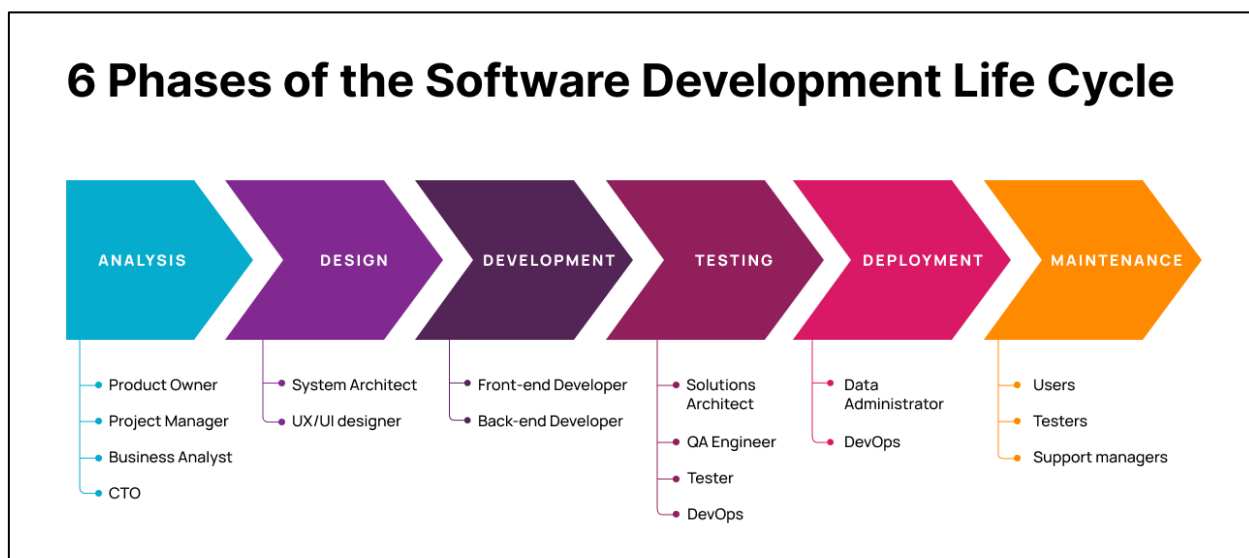 6 Phases of the Software Development Life Cycle
ANALYSIS
DESIGN
DEVELOPMENT
TESTING
DEPLOYMENT
MAINTENANCE
Product Owner
Project Manager
Business Analyst
CTO
System Architect
UX/UI designer
Front-end Developer
Back-end Developer
Solutions
Architect
QA Engineer
Tester
DevOps
Data
Administrator
DevOps
Users
Testers
Support managers